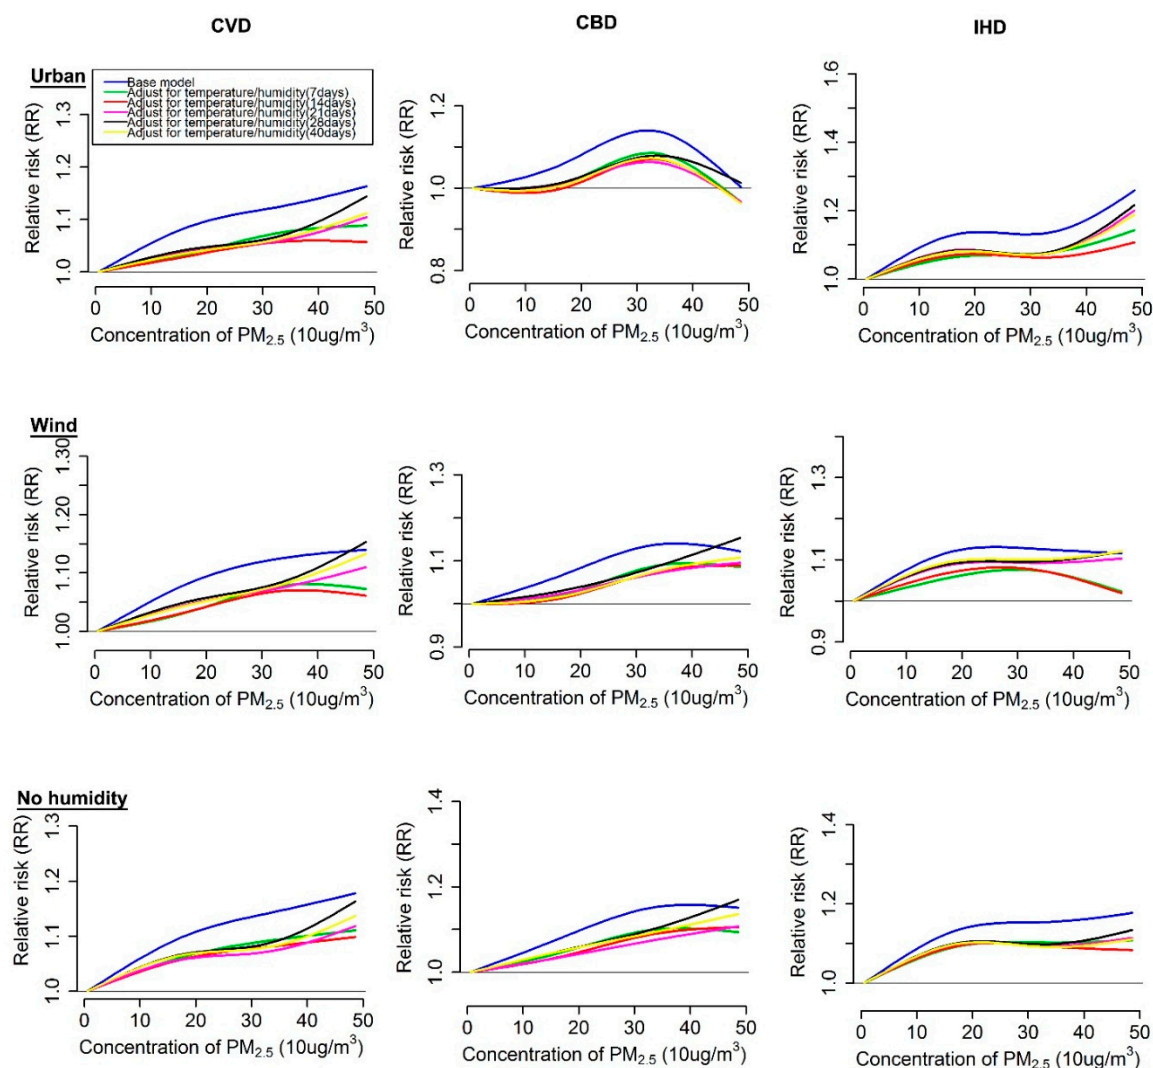 CVD CBD IHD
Urban
Base model
Adjust for temperature/humidity(7days)
Adjust for temperature/humidity(14days)
Adjust for temperature/humidity(21days)
Adjust for temperature/humidity(28days)
Adjust for temperature/humidity(40days)
Relative risk (RR)
1.0 1.1 1.2 1.3
0 10 20 30 40 50
Concentration of PM2.5 (10ug/m3)
Relative risk (RR)
0.8 1.0 1.2
0 10 20 30 40 50
Concentration of PM2.5 (10ug/m3)
Relative risk (RR)
1.0 1.2 1.4 1.6
0 10 20 30 40 50
Concentration of PM2.5 (10ug/m3)
Wind
Relative risk (RR)
1.00 1.10 1.20 1.30
0 10 20 30 40 50
Concentration of PM2.5 (10ug/m3)
Relative risk (RR)
0.9 1.1 1.3
0 10 20 30 40 50
Concentration of PM2.5 (10ug/m3)
Relative risk (RR)
0.9 1.1 1.3
0 10 20 30 40 50
Concentration of PM2.5 (10ug/m3)
No humidity
Relative risk (RR)
1.0 1.1 1.2 1.3
0 10 20 30 40 50
Concentration of PM2.5 (10ug/m3)
Relative risk (RR)
1.0 1.2 1.4
0 10 20 30 40 50
Concentration of PM2.5 (10ug/m3)
Relative risk (RR)
1.0 1.2 1.4
0 10 20 30 40 50
Concentration of PM2.5 (10ug/m3)